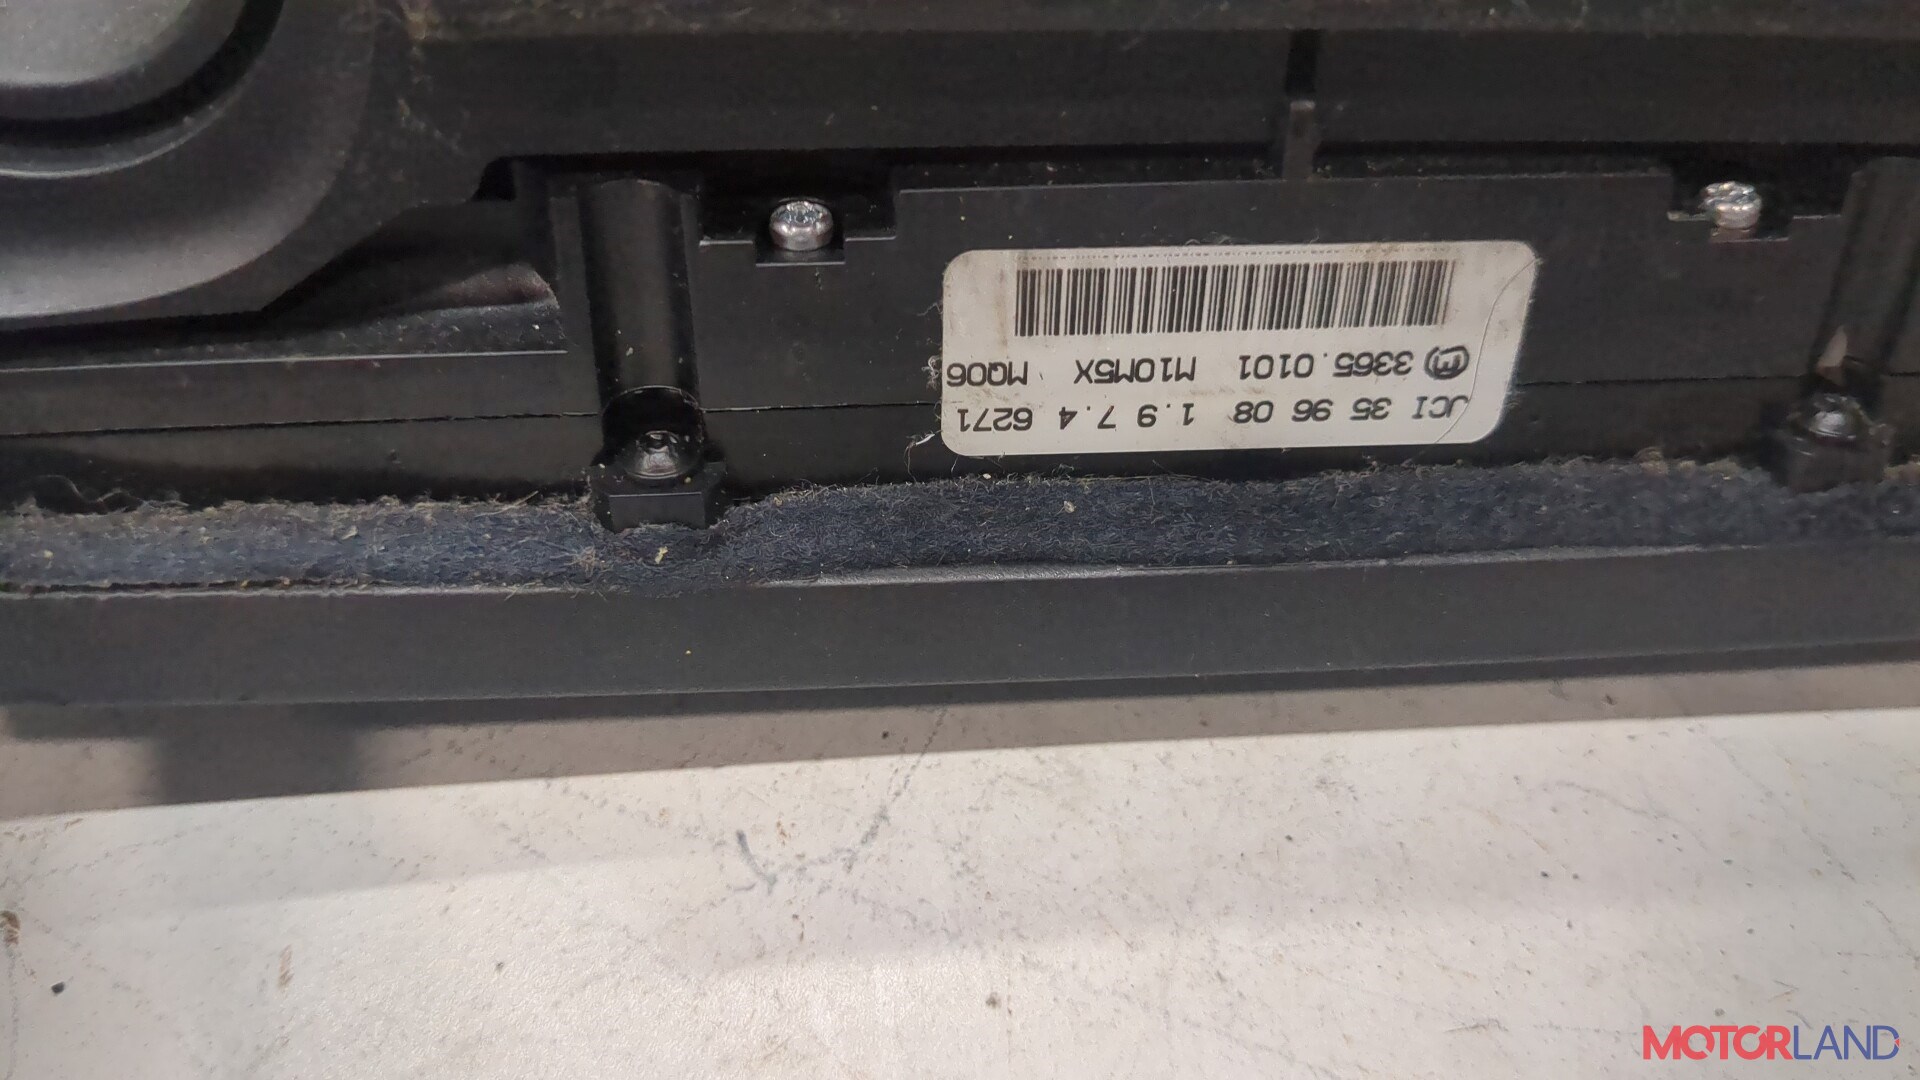 JCI 35 96 08 1.9 7.4 6271
3365.0101 M10M5X MQ06
MOTORLAND